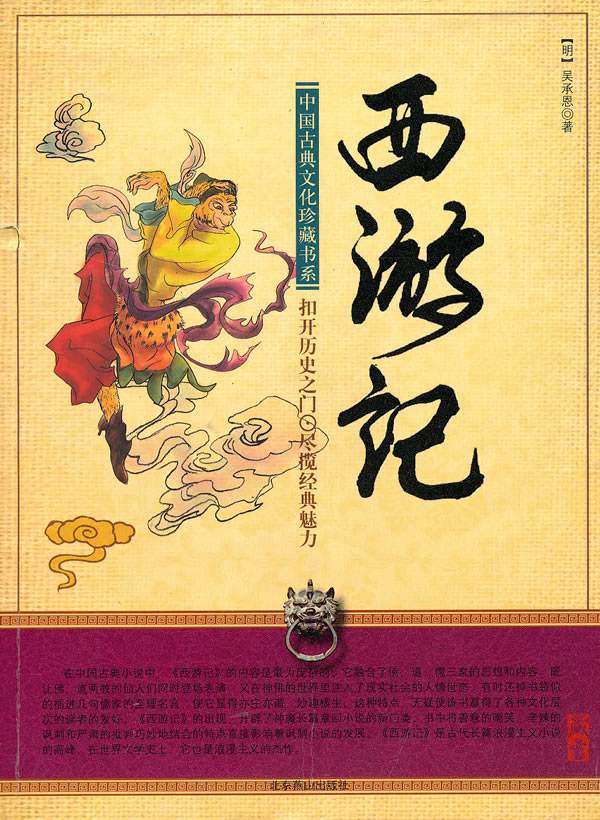 【明】吴承恩◎著
西游记
中国古典文化珍藏书系
扣开历史之门⊙尽揽经典魅力
在中国古典小说中，《西游记》的内容是最为庞杂的。它融合了佛、道、儒三家的思想和内容，既
让佛、道两教的仙人们同时登场表演，又在神佛的世界里注入了现实社会的人情世态，有时还掉书袋似
的插进几句儒家的至理名言，使它显得亦庄亦谐，妙趣横生。这种特点，无疑使该书赢得了各种文化层
次的读者的爱好。《西游记》的出现，开辟了神魔长篇章回小说的新门类，书中将善意的嘲笑、辛辣的
讽刺和严肃的批判巧妙地结合的特点直接影响着讽刺小说的发展。《西游记》是古代长篇浪漫主义小说
的高峰，在世界文学史上，它也是浪漫主义的杰作。
北京燕山出版社